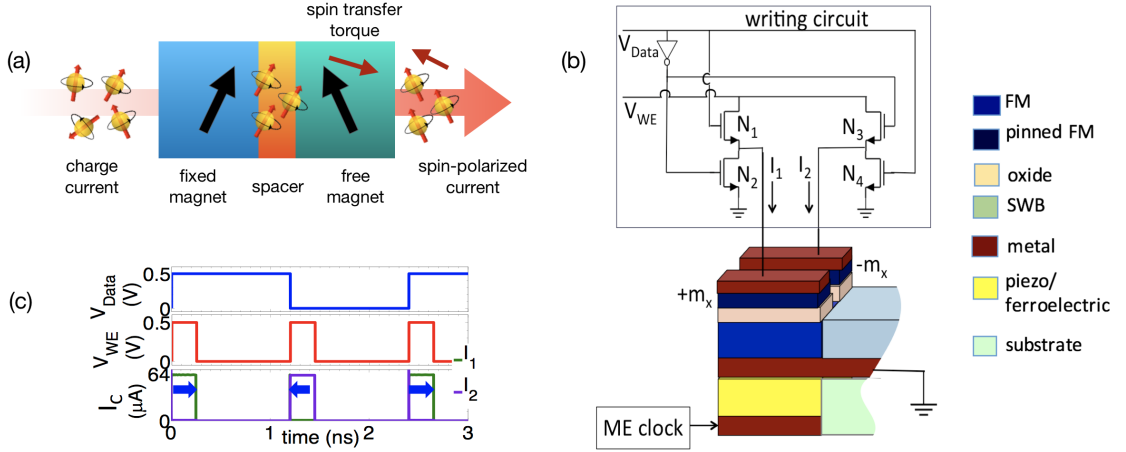 (a)
spin transfer
torque
charge
current
fixed
magnet
spacer
free
magnet
spin-polarized
current
(b)
writing circuit
V_Data
V_WE
N_1
N_2
N_3
N_4
I_1
I_2
+m_x
-m_x
ME clock
FM
pinned FM
oxide
SWB
metal
piezo/
ferroelectric
substrate
(c)
V_Data
(V)
0.5
0
V_WE
(V)
0.5
0
I_C
(μA)
64
0
I_1
I_2
0 1 2 3
time (ns)